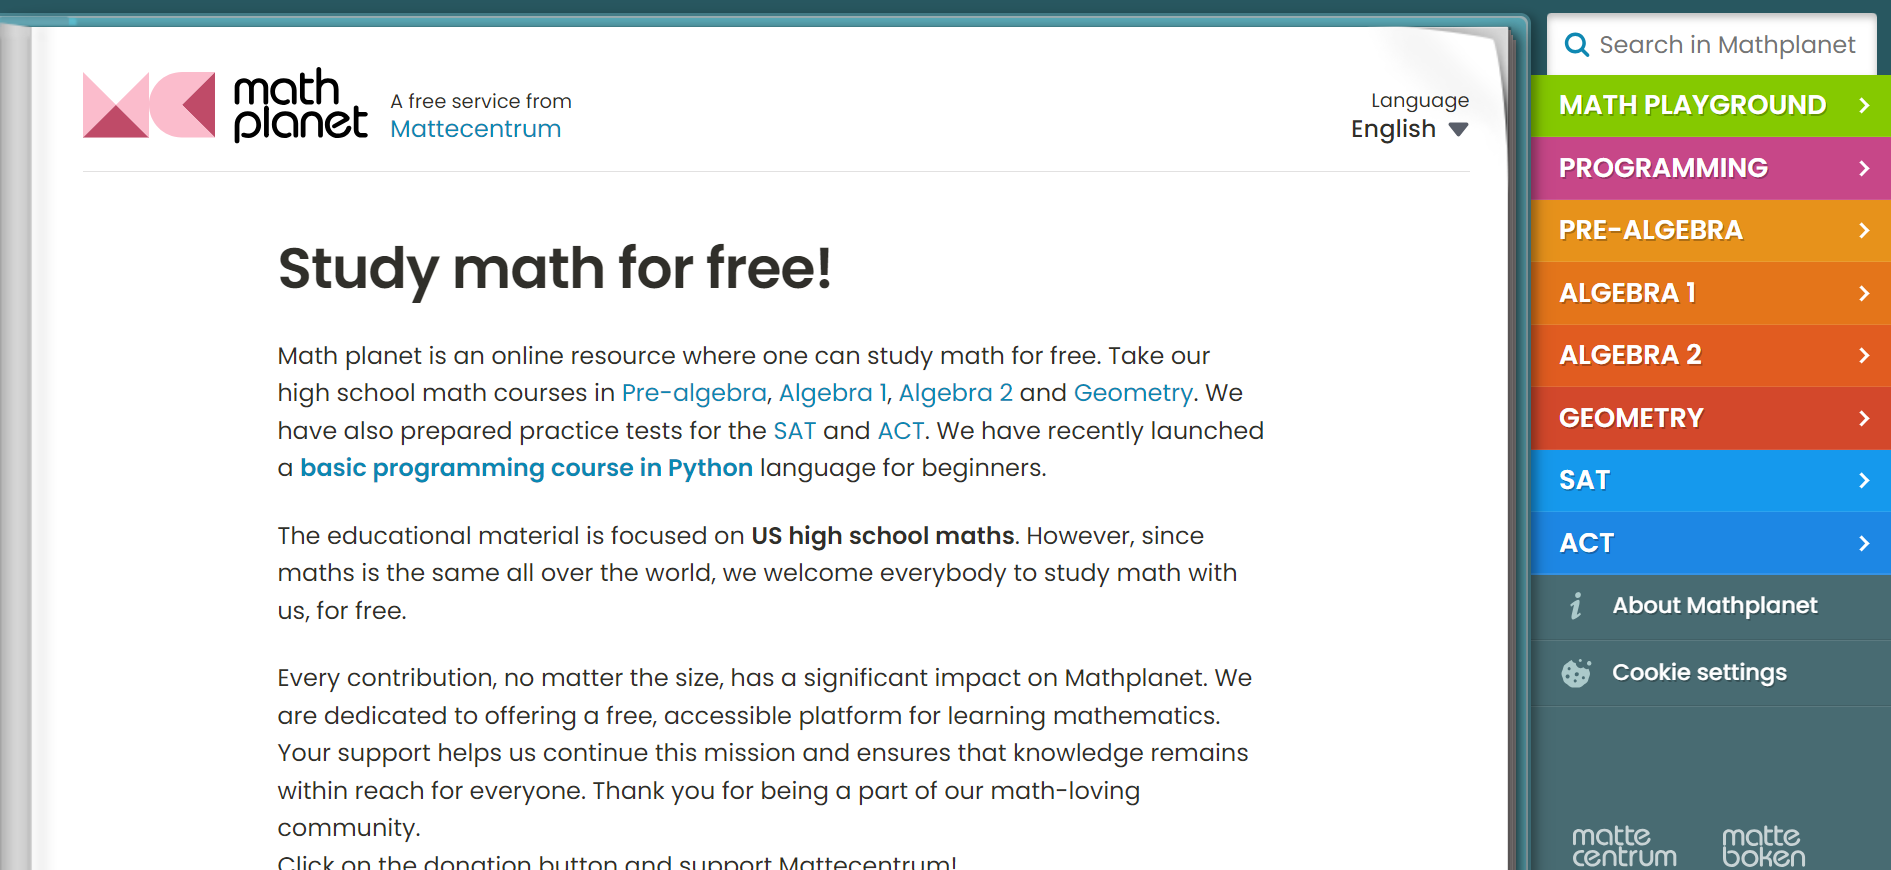 math
planet
A free service from
Mattecentrum
Language
English
Study math for free!
Math planet is an online resource where one can study math for free. Take our
high school math courses in Pre-algebra, Algebra 1, Algebra 2 and Geometry. We
have also prepared practice tests for the SAT and ACT. We have recently launched
a basic programming course in Python language for beginners.
The educational material is focused on US high school maths. However, since
maths is the same all over the world, we welcome everybody to study math with
us, for free.
Every contribution, no matter the size, has a significant impact on Mathplanet. We
are dedicated to offering a free, accessible platform for learning mathematics.
Your support helps us continue this mission and ensures that knowledge remains
within reach for everyone. Thank you for being a part of our math-loving
community.
Click on the donation button and support Mattecentrum!
Search in Mathplanet
MATH PLAYGROUND
PROGRAMMING
PRE-ALGEBRA
ALGEBRA 1
ALGEBRA 2
GEOMETRY
SAT
ACT
About Mathplanet
Cookie settings
matte
centrum
matte
boken